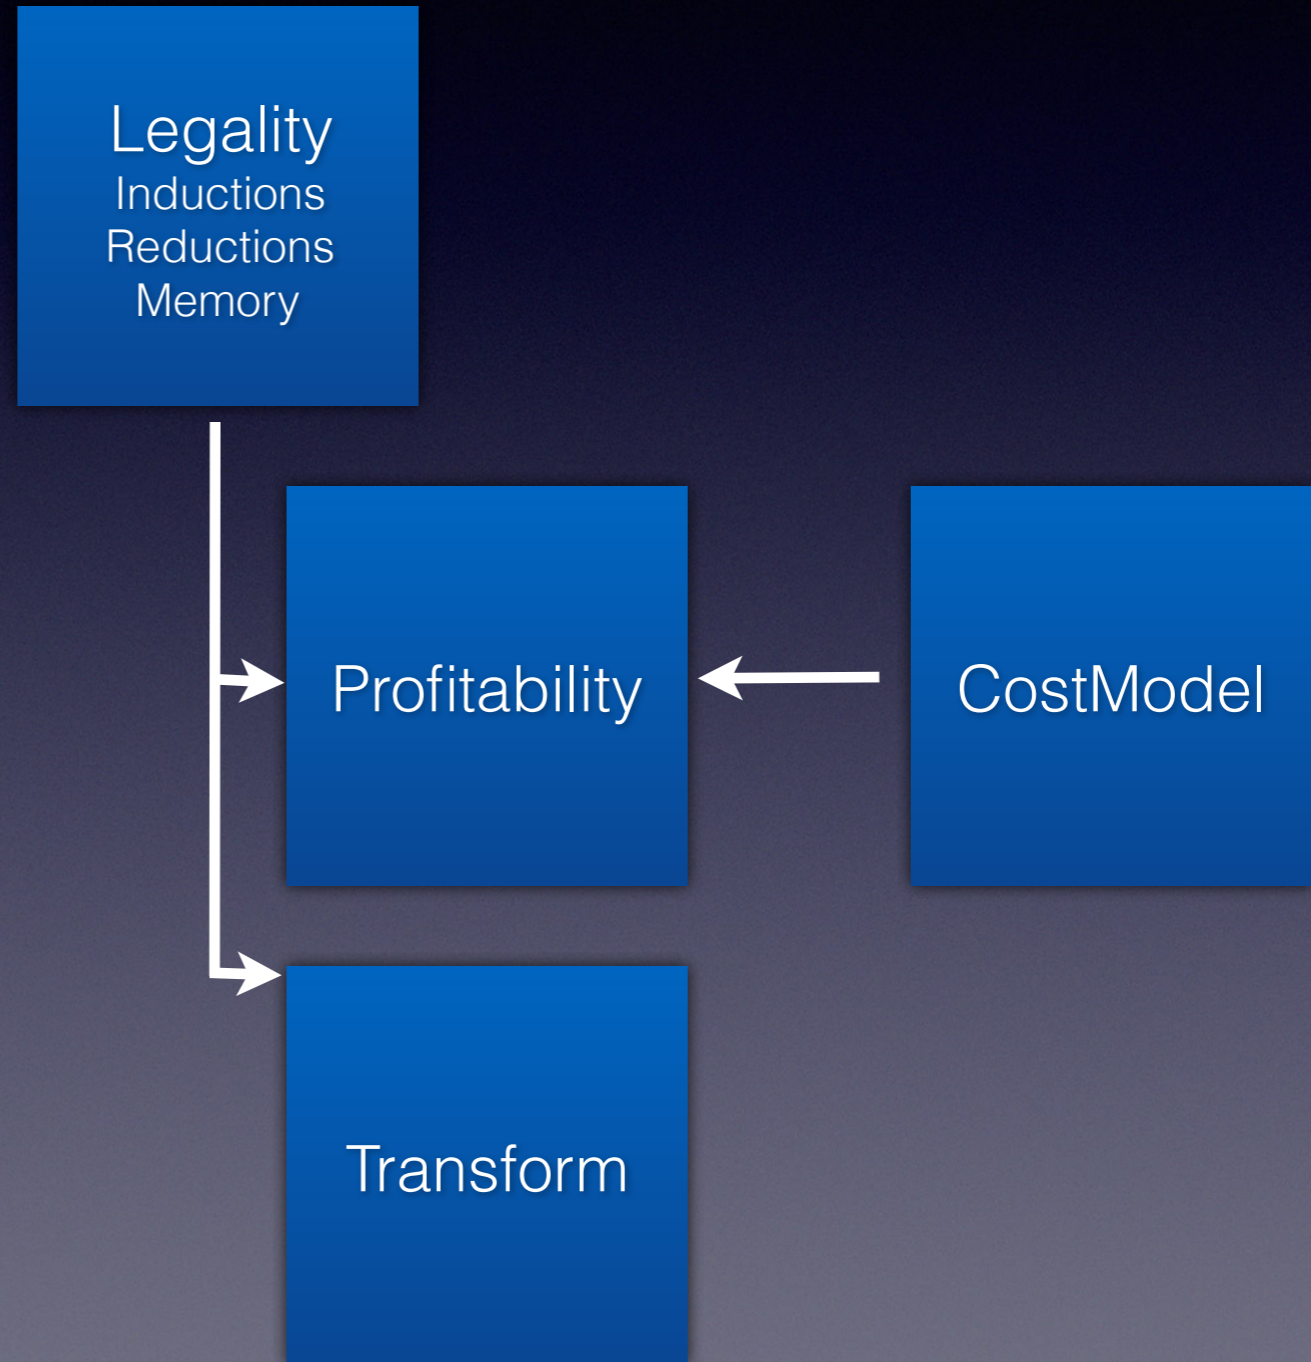 Legality
Inductions
Reductions
Memory
Profitability
CostModel
Transform